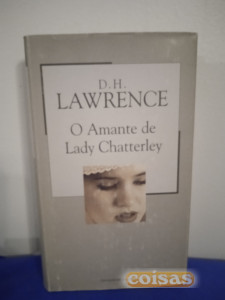 D. H.
LAWRENCE
O Amante de
Lady Chatterley
coisas